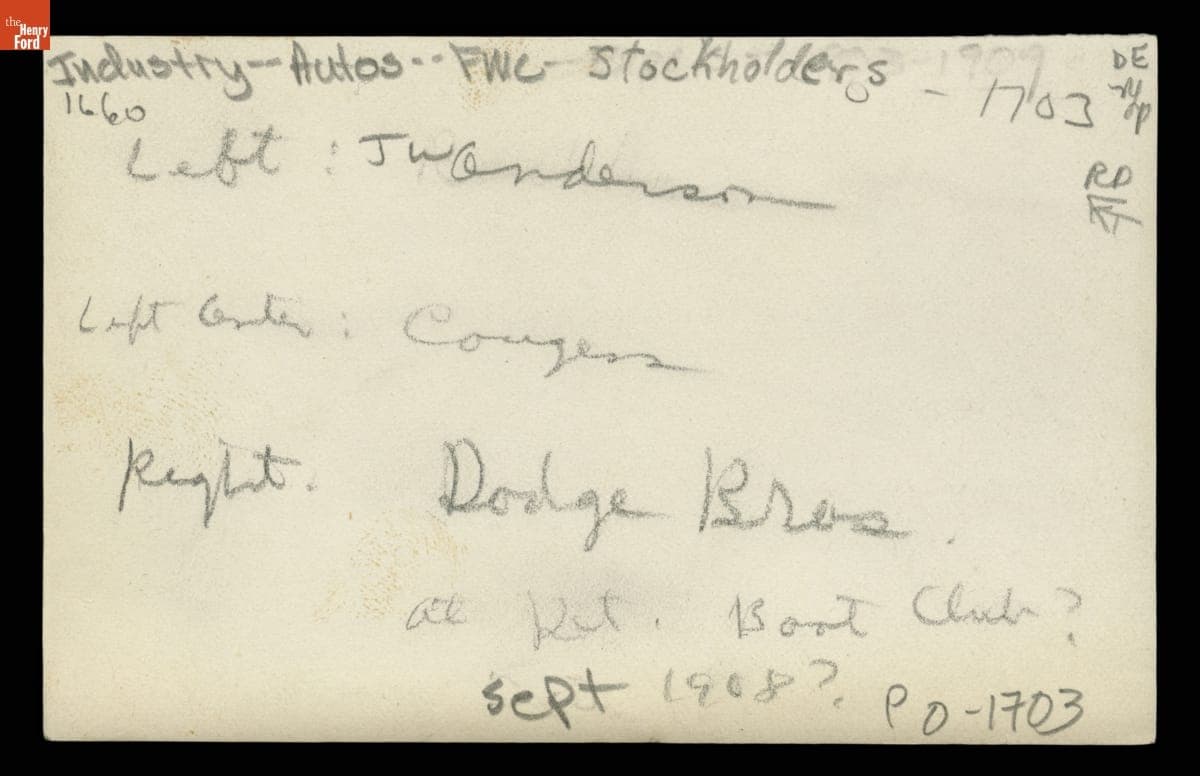 the
Henry
Ford
Industry--Autos--FMC- Stockholders - 1703
DE
1660
RD
KT
Left : JW Anderson
Left Center : Couzens
Right. Dodge Bros.
at Det. Boat Club?
Sept 1908?
P O-1703